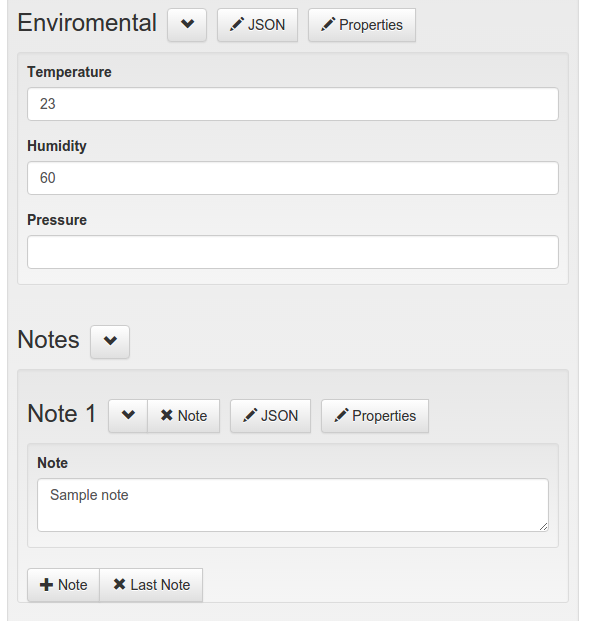 Enviromental JSON Properties
Temperature
23
Humidity
60
Pressure
Notes
Note 1 Note JSON Properties
Note
Sample note
Note Last Note